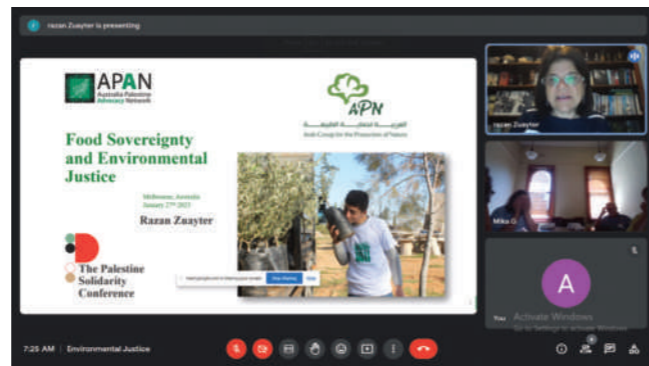 razan Zuayter is presenting
APAN
Australia Palestine
Advocacy Network
APN
Arab Group for the Protection of Nature
Food Sovereignty
and Environmental
Justice
Melbourne, Australia
January 27th 2023
Razan Zuayter
The Palestine
Solidarity
Conference
Stop sharing
Hide
razan Zuayter
Mika G
A
You
Activate Windows
Go to Settings to activate Windows.
7:25 AM | Environmental Justice